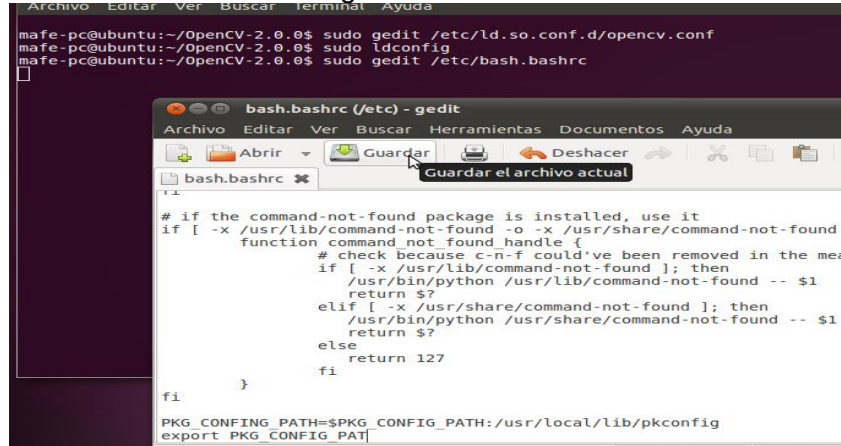 Archivo Editar Ver Buscar Terminal Ayuda
mafe-pc@ubuntu:~/OpenCV-2.0.0$ sudo gedit /etc/ld.so.conf.d/opencv.conf
mafe-pc@ubuntu:~/OpenCV-2.0.0$ sudo ldconfig
mafe-pc@ubuntu:~/OpenCV-2.0.0$ sudo gedit /etc/bash.bashrc
bash.bashrc (/etc) - gedit
Archivo Editar Ver Buscar Herramientas Documentos Ayuda
Abrir Guardar Deshacer
bash.bashrc Guardar el archivo actual
fi
# if the command-not-found package is installed, use it
if [ -x /usr/lib/command-not-found -o -x /usr/share/command-not-found
function command_not_found_handle {
# check because c-n-f could've been removed in the mea
if [ -x /usr/lib/command-not-found ]; then
/usr/bin/python /usr/lib/command-not-found -- $1
return $?
elif [ -x /usr/share/command-not-found ]; then
/usr/bin/python /usr/share/command-not-found -- $1
return $?
else
return 127
fi
}
fi
PKG_CONFING_PATH=$PKG_CONFIG_PATH:/usr/local/lib/pkconfig
export PKG_CONFIG_PAT